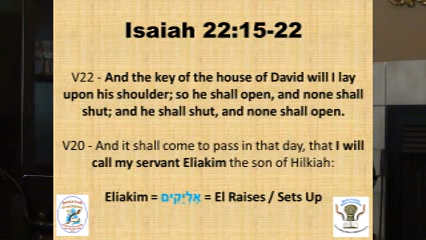 Isaiah 22:15-22
V22 - And the key of the house of David will I lay
upon his shoulder; so he shall open, and none shall
shut; and he shall shut, and none shall open.
V20 - And it shall come to pass in that day, that I will
call my servant Eliakim the son of Hilkiah:
Eliakim = אֶלְיָקִים = El Raises / Sets Up